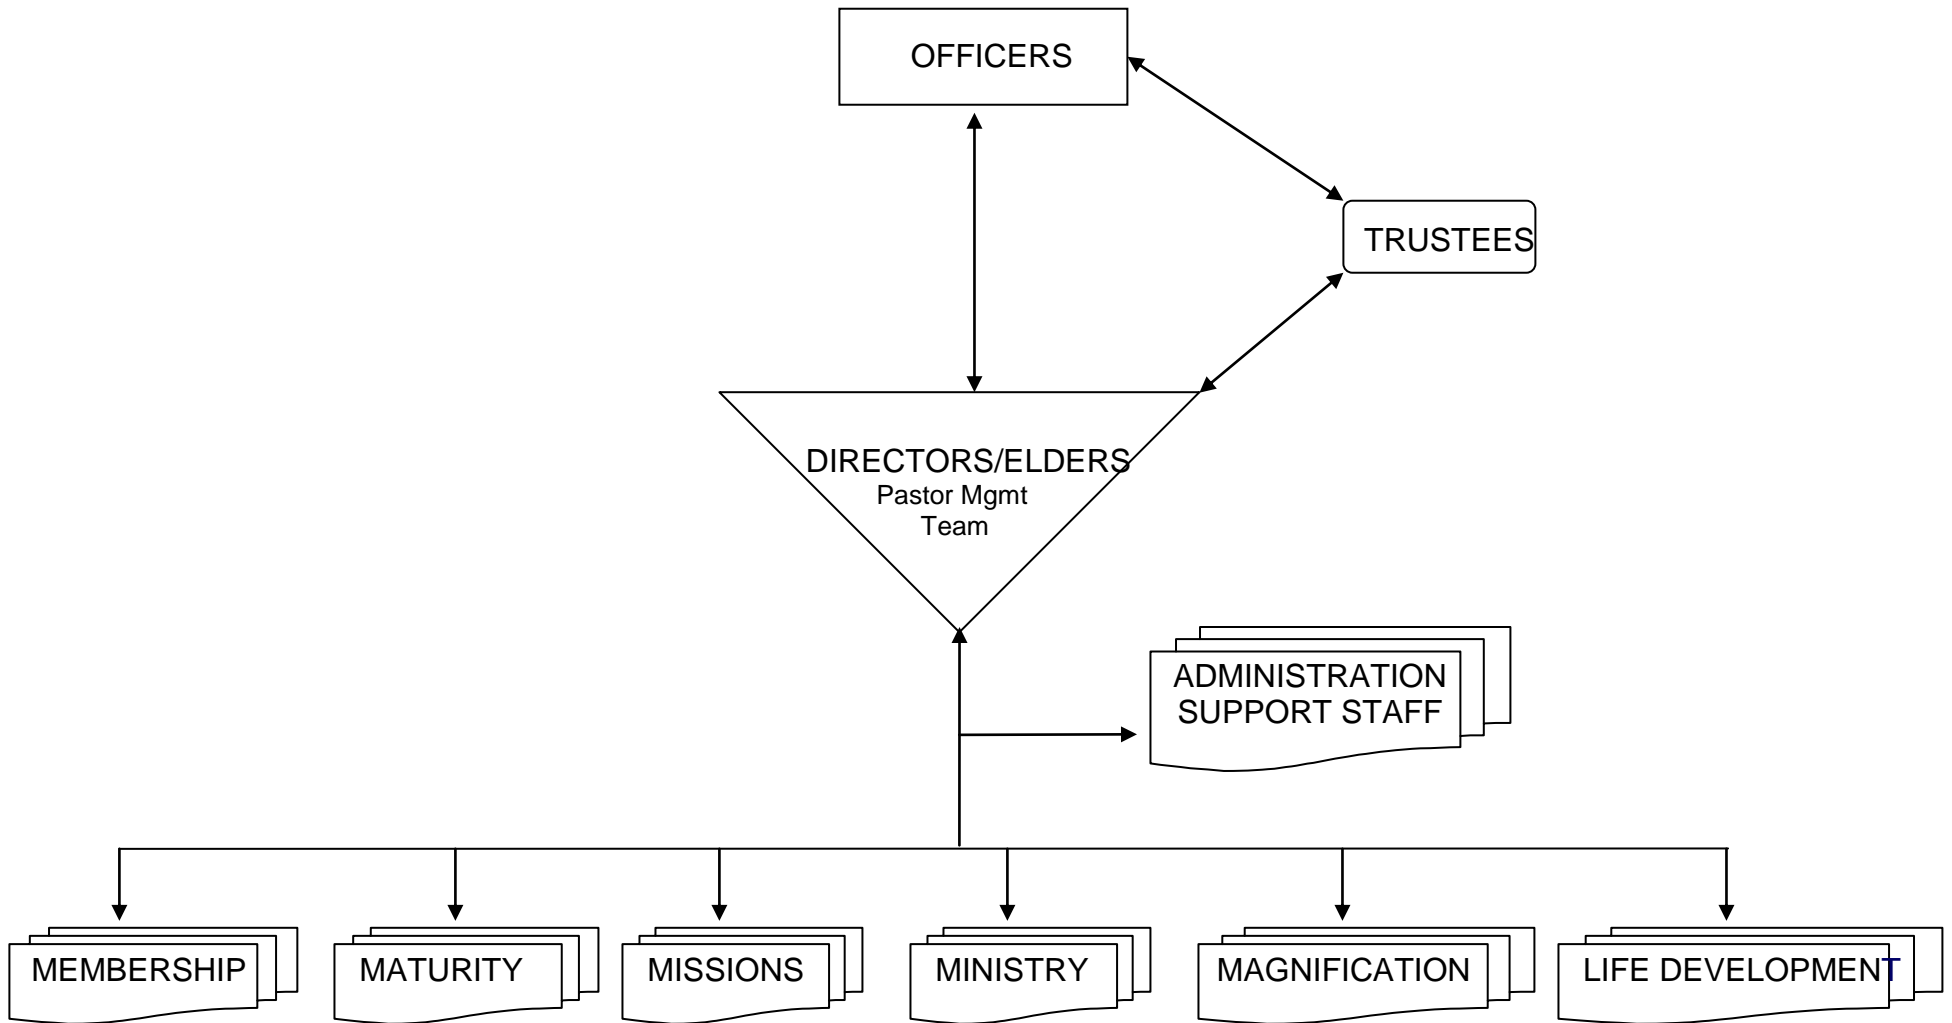 OFFICERS
TRUSTEES
DIRECTORS/ELDERS
Pastor Mgmt
Team
ADMINISTRATION
SUPPORT STAFF
MEMBERSHIP
MATURITY
MISSIONS
MINISTRY
MAGNIFICATION
LIFE DEVELOPMENT